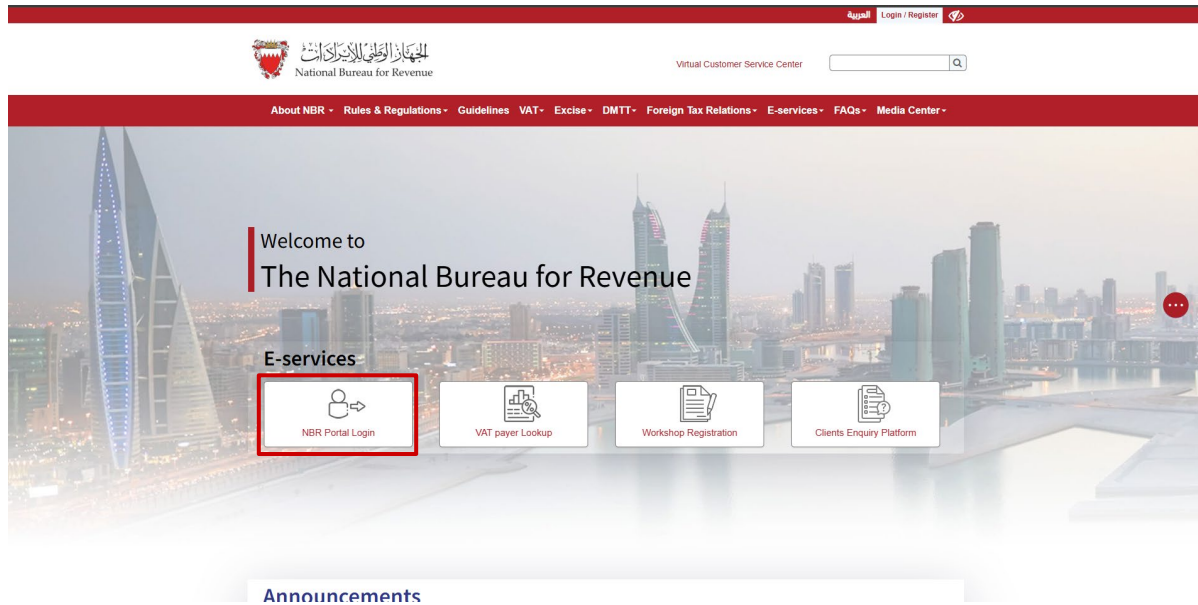 العربية Login / Register
الجهاز الوطني للإيرادات
National Bureau for Revenue
Virtual Customer Service Center
About NBR Rules & Regulations Guidelines VAT Excise DMTT Foreign Tax Relations E-services FAQs Media Center
Welcome to
The National Bureau for Revenue
E-services
NBR Portal Login VAT payer Lookup Workshop Registration Clients Enquiry Platform
Announcements